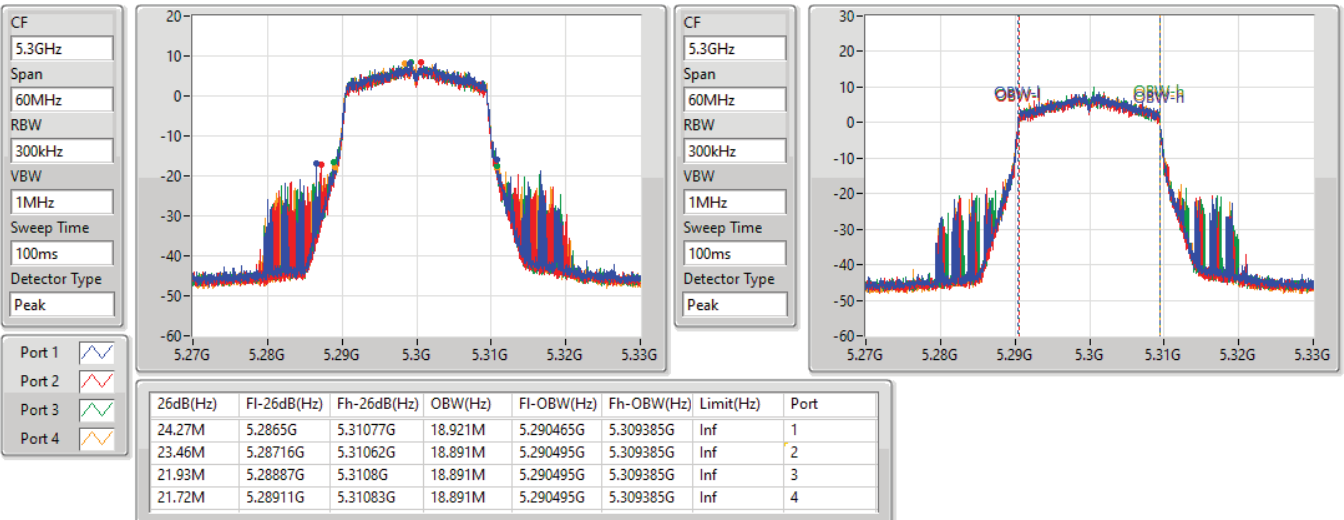 CF
5.3GHz
Span
60MHz
RBW
300kHz
VBW
1MHz
Sweep Time
100ms
Detector Type
Peak
Port 1
Port 2
Port 3
Port 4
20
10
0
-10
-20
-30
-40
-50
-60
5.27G 5.28G 5.29G 5.3G 5.31G 5.32G 5.33G
CF
5.3GHz
Span
60MHz
RBW
300kHz
VBW
1MHz
Sweep Time
100ms
Detector Type
Peak
30
20
10
0
-10
-20
-30
-40
-50
-60
OBW-l OBW-h
5.27G 5.28G 5.29G 5.3G 5.31G 5.32G 5.33G
26dB(Hz) Fl-26dB(Hz) Fh-26dB(Hz) OBW(Hz) Fl-OBW(Hz) Fh-OBW(Hz) Limit(Hz) Port
24.27M 5.2865G 5.31077G 18.921M 5.290465G 5.309385G Inf 1
23.46M 5.28716G 5.31062G 18.891M 5.290495G 5.309385G Inf 2
21.93M 5.28887G 5.3108G 18.891M 5.290495G 5.309385G Inf 3
21.72M 5.28911G 5.31083G 18.891M 5.290495G 5.309385G Inf 4